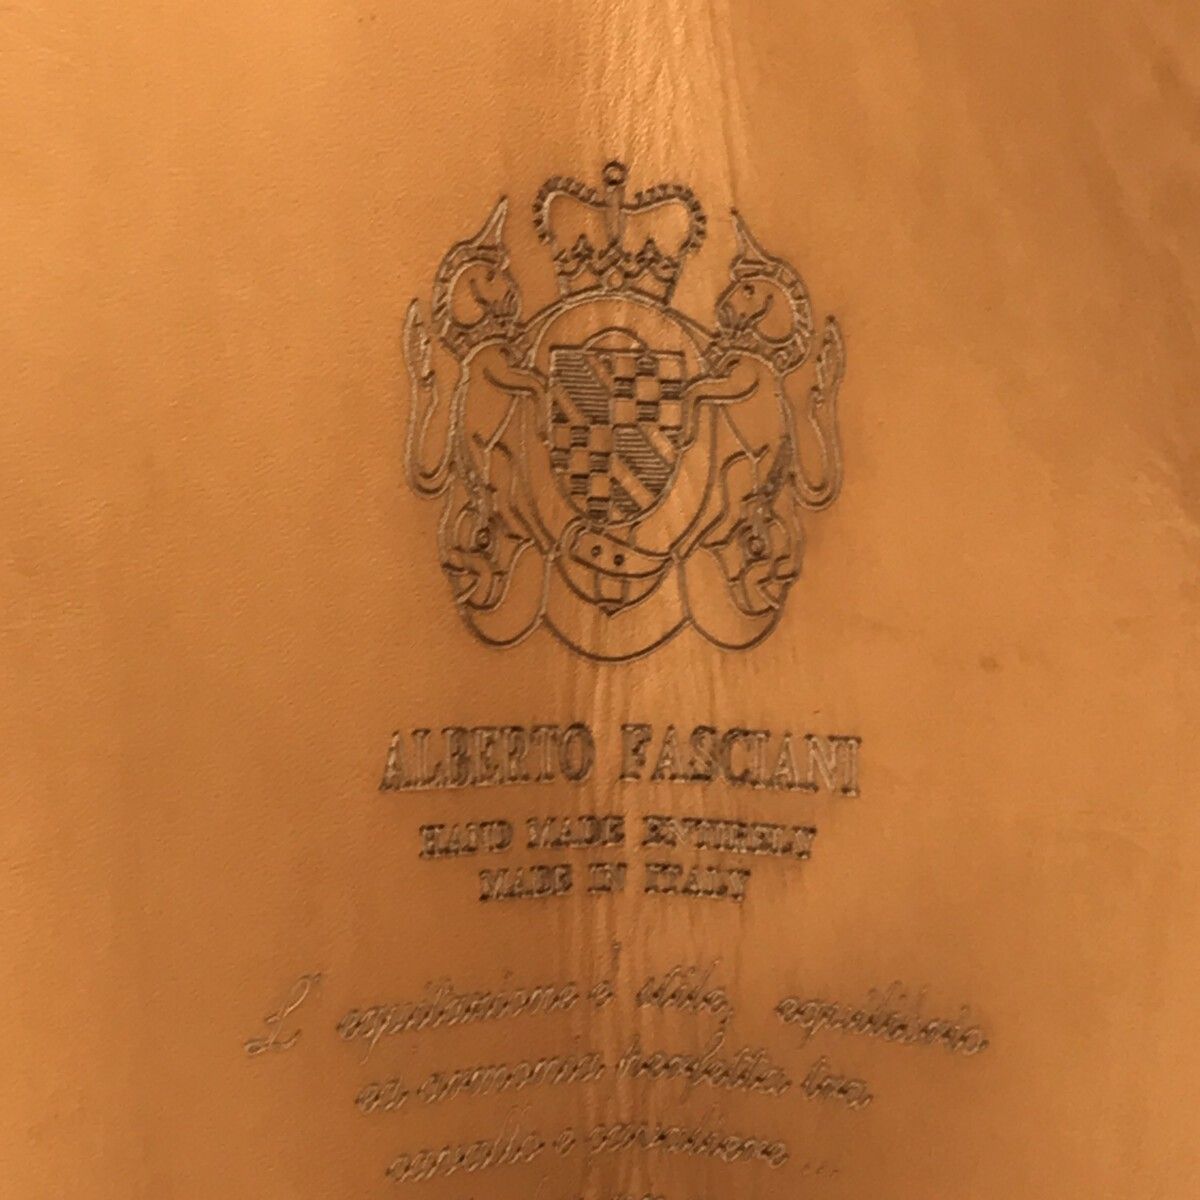 ALBERTO FASCIANI
HAND MADE ENTIRELY
MADE IN ITALY
L' equitazione è stile, equilibrio
ed armonia perfetta tra
cavallo e cavaliere ...